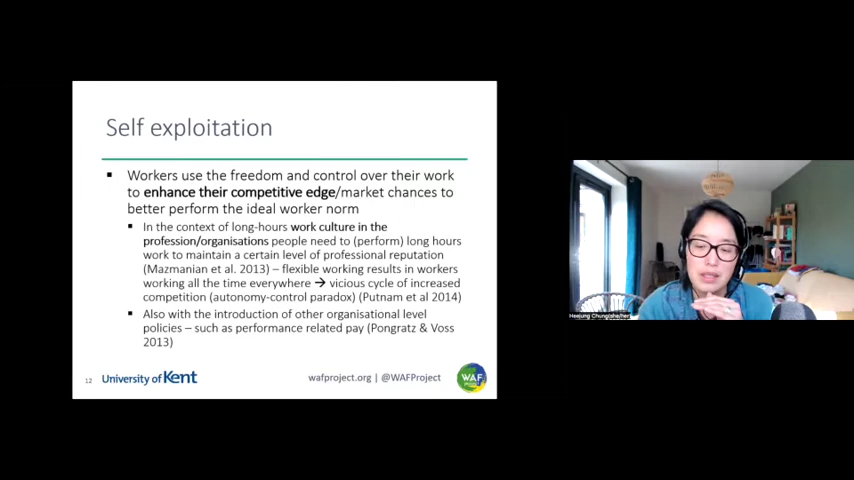 Self exploitation
▪ Workers use the freedom and control over their work
to enhance their competitive edge/market chances to
better perform the ideal worker norm
▪ In the context of long-hours work culture in the
profession/organisations people need to (perform) long hours
work to maintain a certain level of professional reputation
(Mazmanian et al. 2013) – flexible working results in workers
working all the time everywhere → vicious cycle of increased
competition (autonomy-control paradox) (Putnam et al 2014)
▪ Also with the introduction of other organisational level
policies – such as performance related pay (Pongratz & Voss
2013)
12 University of Kent wafproject.org | @WAFProject WAF
Heejung Chung(she/her)